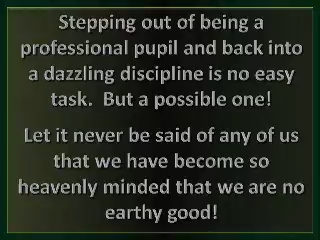 Stepping out of being a
professional pupil and back into
a dazzling discipline is no easy
task.  But a possible one!
Let it never be said of any of us
that we have become so
heavenly minded that we are no
earthy good!